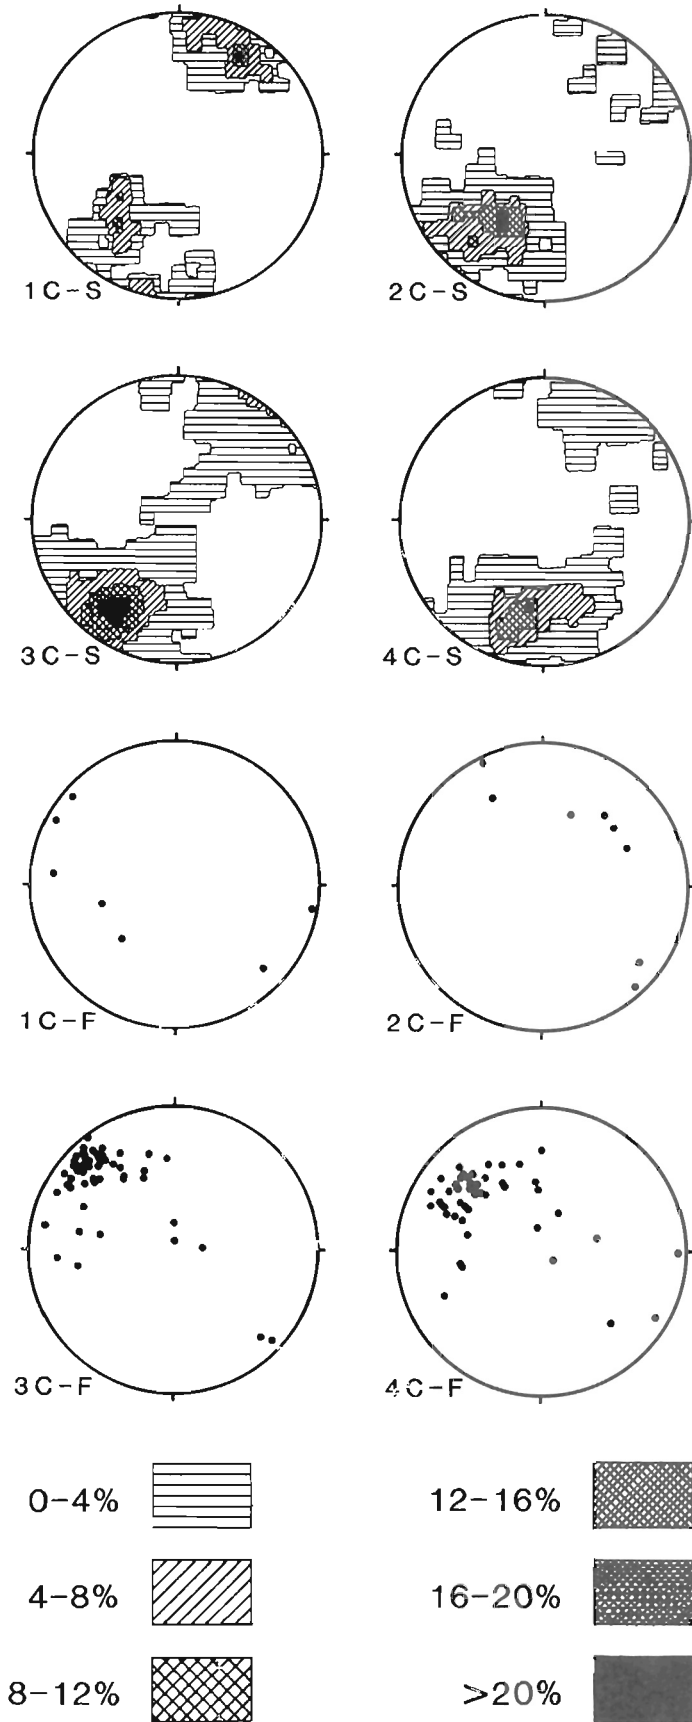 1C-S
2C-S
3C-S
4C-S
1C-F
2C-F
3C-F
4C-F
0-4%
12-16%
4-8%
16-20%
8-12%
>20%